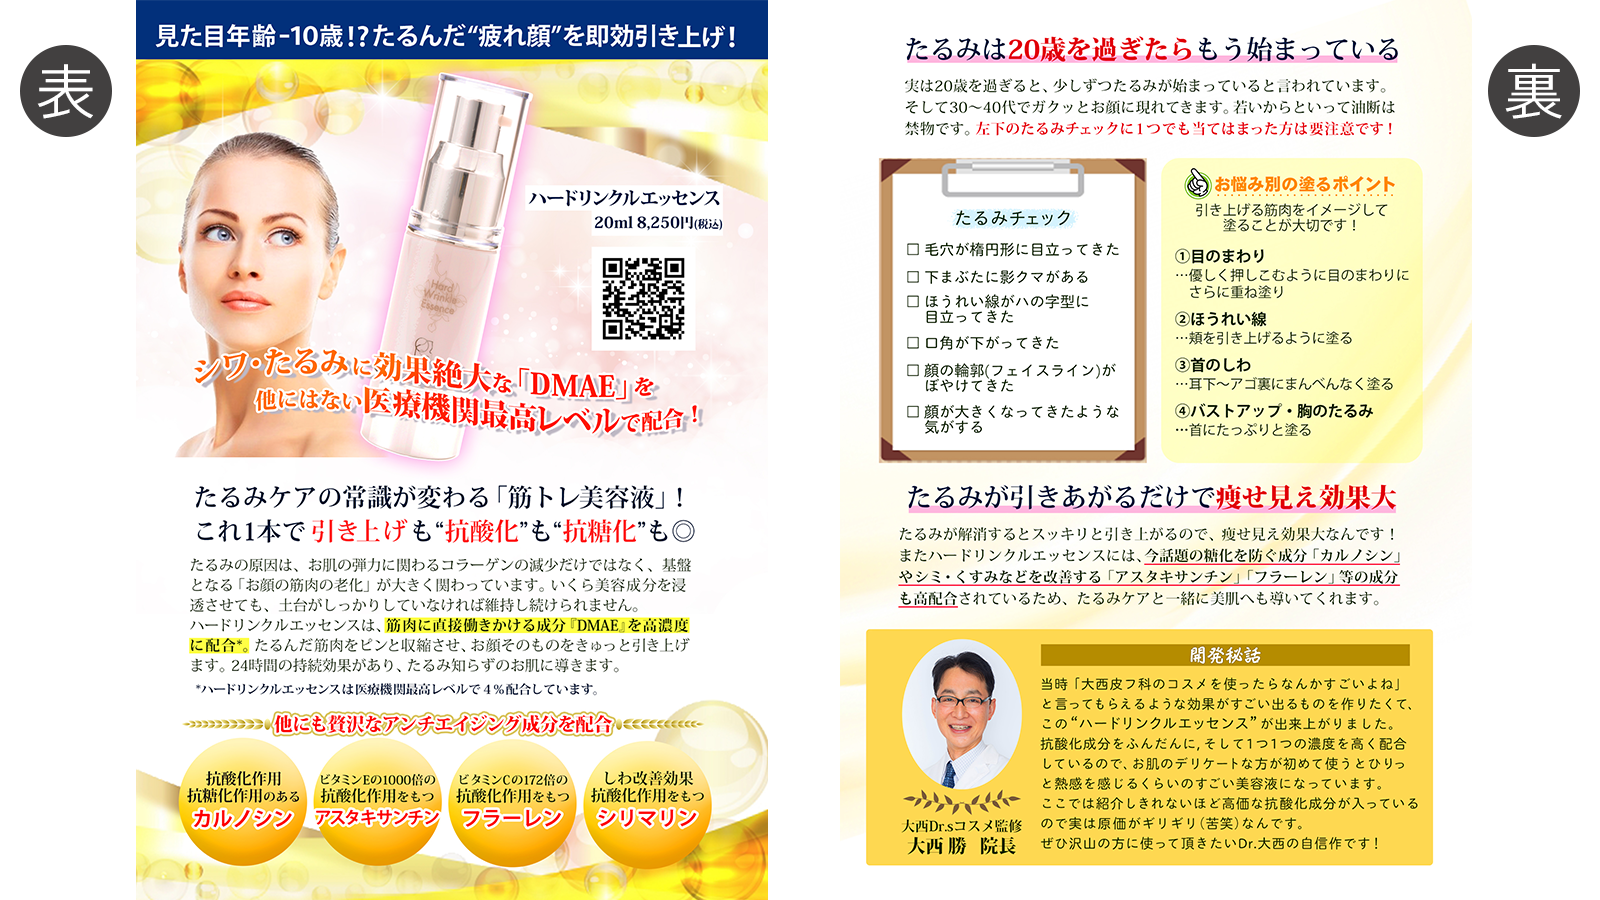 表
見た目年齢-10歳!?たるんだ“疲れ顔”を即効引き上げ!
ハードリンクルエッセンス
20ml 8,250円(税込)
Hard
Wrinkle
Essence
シワ・たるみに効果絶大な「DMAE」を
他にはない医療機関最高レベルで配合!
たるみケアの常識が変わる「筋トレ美容液」!
これ1本で引き上げも“抗酸化”も“抗糖化”も◎
たるみの原因は、お肌の弾力に関わるコラーゲンの減少だけではなく、基盤
となる「お顔の筋肉の老化」が大きく関わっています。いくら美容成分を浸
透させても、土台がしっかりしていなければ維持し続けられません。
ハードリンクルエッセンスは、筋肉に直接働きかける成分『DMAE』を高濃度
に配合*。たるんだ筋肉をピンと収縮させ、お顔そのものをきゅっと引き上げ
ます。24時間の持続効果があり、たるみ知らずのお肌に導きます。
*ハードリンクルエッセンスは医療機関最高レベルで4%配合しています。
他にも贅沢なアンチエイジング成分を配合
抗酸化作用
抗糖化作用のある
カルノシン
ビタミンEの1000倍の
抗酸化作用をもつ
アスタキサンチン
ビタミンCの172倍の
抗酸化作用をもつ
フラーレン
しわ改善効果
抗酸化作用をもつ
シリマリン
裏
たるみは20歳を過ぎたらもう始まっている
実は20歳を過ぎると、少しずつたるみが始まっていると言われています。
そして30〜40代でガクッとお顔に現れてきます。若いからといって油断は
禁物です。左下のたるみチェックに1つでも当てはまった方は要注意です!
たるみチェック
□ 毛穴が楕円形に目立ってきた
□ 下まぶたに影クマがある
□ ほうれい線がハの字型に
目立ってきた
□ 口角が下がってきた
□ 顔の輪郭(フェイスライン)が
ぼやけてきた
□ 顔が大きくなってきたような
気がする
お悩み別の塗るポイント
引き上げる筋肉をイメージして
塗ることが大切です!
①目のまわり
…優しく押しこむように目のまわりに
さらに重ね塗り
②ほうれい線
…頬を引き上げるように塗る
③首のしわ
…耳下〜アゴ裏にまんべんなく塗る
④バストアップ・胸のたるみ
…首にたっぷりと塗る
たるみが引きあがるだけで痩せ見え効果大
たるみが解消するとスッキリと引き上がるので、痩せ見え効果大なんです!
またハードリンクルエッセンスには、今話題の糖化を防ぐ成分「カルノシン」
やシミ・くすみなどを改善する「アスタキサンチン」「フラーレン」等の成分
も高配合されているため、たるみケアと一緒に美肌へも導いてくれます。
開発秘話
当時「大西皮フ科のコスメを使ったらなんかすごいよね」
と言ってもらえるような効果がすごい出るものを作りたくて、
この“ハードリンクルエッセンス”が出来上がりました。
抗酸化成分をふんだんに,そして1つ1つの濃度を高く配合
しているので、お肌のデリケートな方が初めて使うとひりっ
と熱感を感じるくらいのすごい美容液になっています。
ここでは紹介しきれないほど高価な抗酸化成分が入っている
ので実は原価がギリギリ(苦笑)なんです。
ぜひ沢山の方に使って頂きたいDr.大西の自信作です!
大西Dr.sコスメ監修
大西 勝 院長